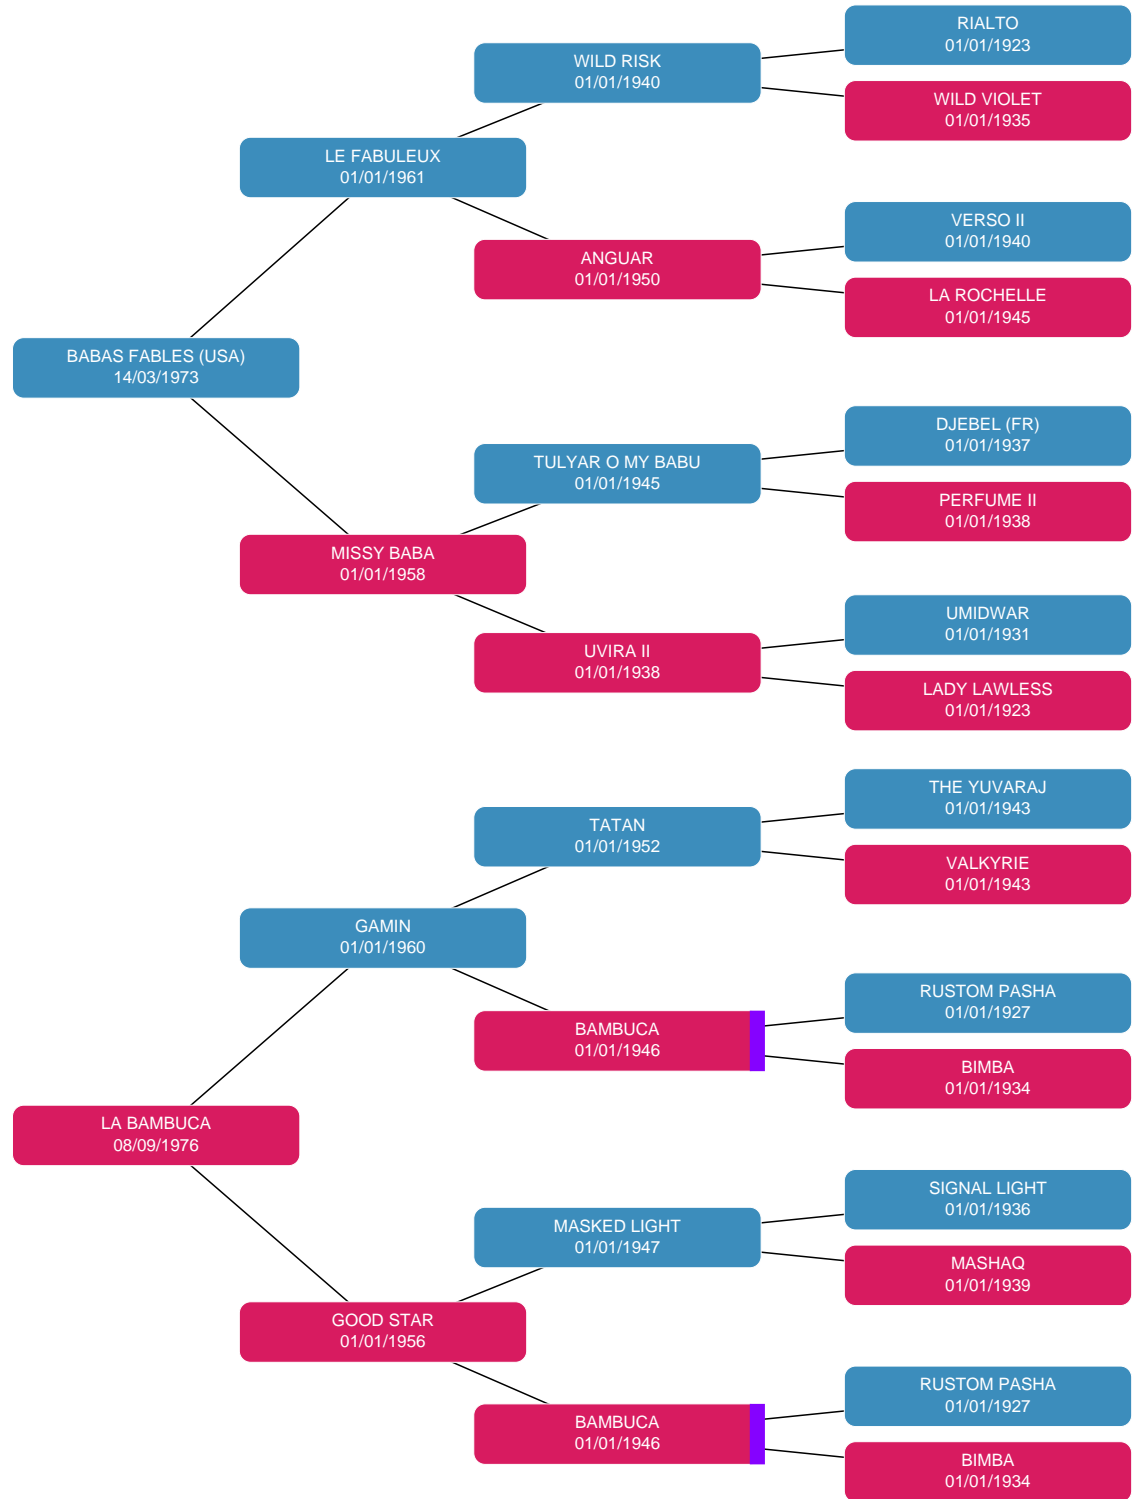 RIALTO
01/01/1923
WILD RISK
01/01/1940
WILD VIOLET
01/01/1935
LE FABULEUX
01/01/1961
VERSO II
01/01/1940
ANGUAR
01/01/1950
LA ROCHELLE
01/01/1945
BABAS FABLES (USA)
14/03/1973
DJEBEL (FR)
01/01/1937
TULYAR O MY BABU
01/01/1945
PERFUME II
01/01/1938
MISSY BABA
01/01/1958
UMIDWAR
01/01/1931
UVIRA II
01/01/1938
LADY LAWLESS
01/01/1923
THE YUVARAJ
01/01/1943
TATAN
01/01/1952
VALKYRIE
01/01/1943
GAMIN
01/01/1960
RUSTOM PASHA
01/01/1927
BAMBUCA
01/01/1946
BIMBA
01/01/1934
LA BAMBUCA
08/09/1976
SIGNAL LIGHT
01/01/1936
MASKED LIGHT
01/01/1947
MASHAQ
01/01/1939
GOOD STAR
01/01/1956
RUSTOM PASHA
01/01/1927
BAMBUCA
01/01/1946
BIMBA
01/01/1934